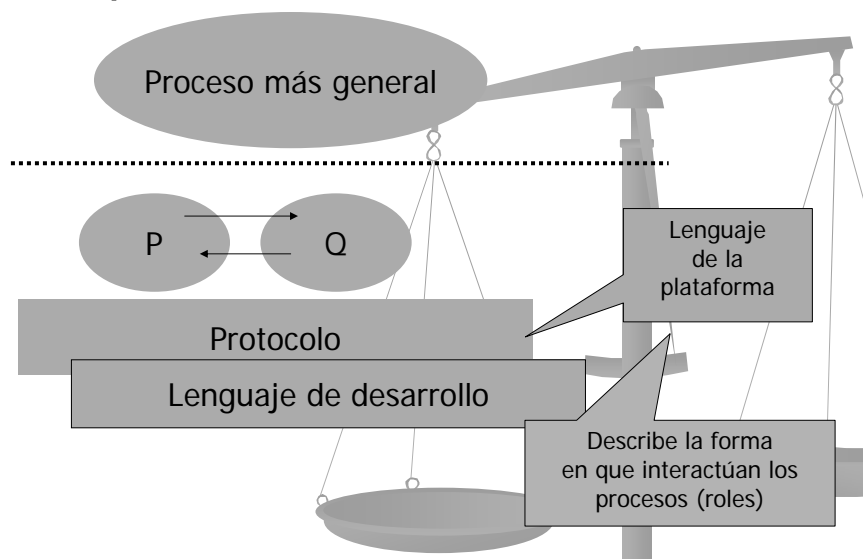 Proceso más general
P
Q
Lenguaje
de la
plataforma
Protocolo
Lenguaje de desarrollo
Describe la forma
en que interactúan los
procesos (roles)